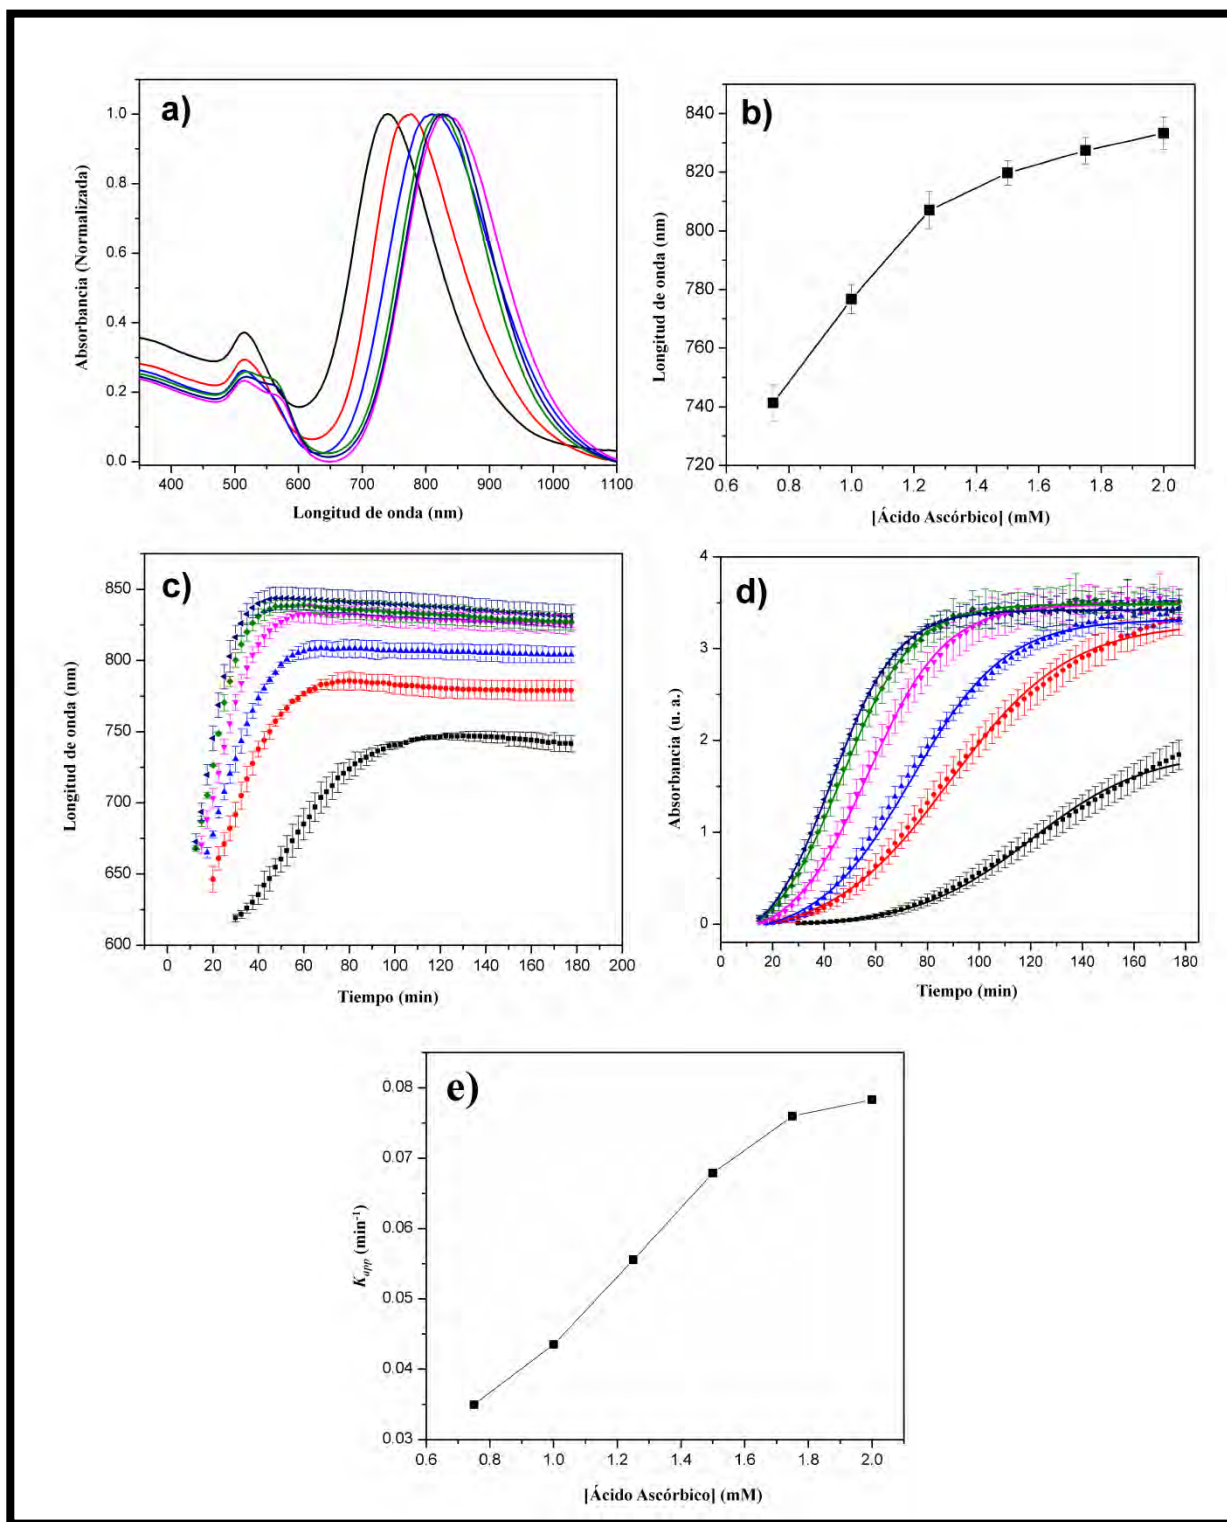 a)
Absorbancia (Normalizada)
1.0
0.8
0.6
0.4
0.2
0.0
400 500 600 700 800 900 1000 1100
Longitud de onda (nm)
b)
Longitud de onda (nm)
840
820
800
780
760
740
720
0.6 0.8 1.0 1.2 1.4 1.6 1.8 2.0
[Ácido Ascórbico] (mM)
c)
Longitud de onda (nm)
850
800
750
700
650
600
0 20 40 60 80 100 120 140 160 180 200
Tiempo (min)
d)
Absorbancia (u. a.)
4
3
2
1
0
0 20 40 60 80 100 120 140 160 180
Tiempo (min)
e)
Kapp (min-1)
0.08
0.07
0.06
0.05
0.04
0.03
0.6 0.8 1.0 1.2 1.4 1.6 1.8 2.0
[Ácido Ascórbico] (mM)